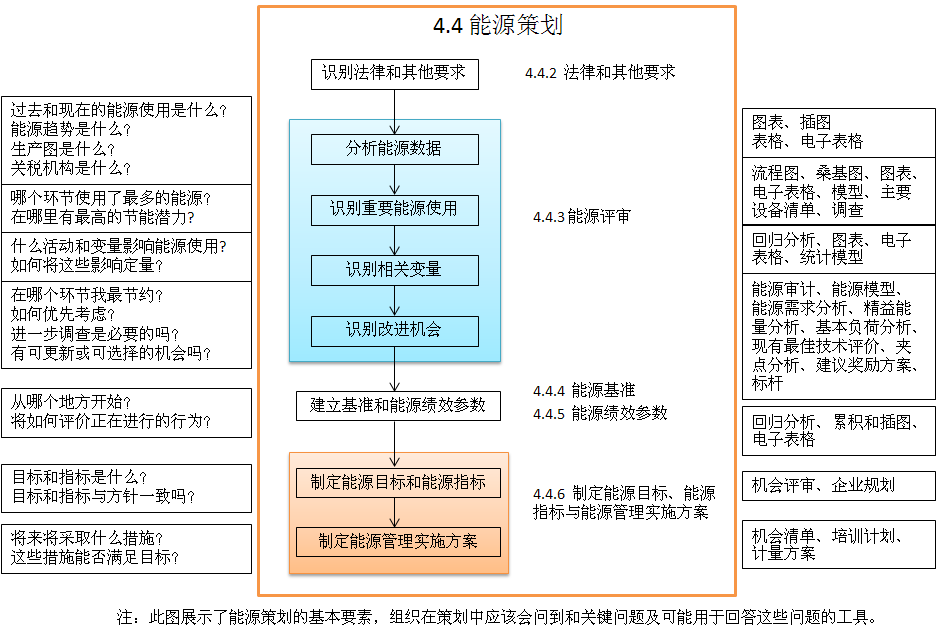 4.4 能源策划
识别法律和其他要求
4.4.2 法律和其他要求
过去和现在的能源使用是什么？
能源趋势是什么？
生产图是什么？
关税机构是什么？
哪个环节使用了最多的能源？
在哪里有最高的节能潜力？
什么活动和变量影响能源使用？
如何将这些影响定量？
在哪个环节我最节约？
如何优先考虑？
进一步调查是必要的吗？
有可更新或可选择的机会吗？
从哪个地方开始？
将如何评价正在进行的行为？
目标和指标是什么？
目标和指标与方针一致吗？
将来将采取什么措施？
这些措施能否满足目标？
分析能源数据
识别重要能源使用
识别相关变量
识别改进机会
建立基准和能源绩效参数
制定能源目标和能源指标
制定能源管理实施方案
4.4.3 能源评审
4.4.4 能源基准
4.4.5 能源绩效参数
4.4.6 制定能源目标、能源
指标与能源管理实施方案
图表、插图
表格、电子表格
流程图、桑基图、图表、
电子表格、模型、主要
设备清单、调查
回归分析、图表、电子
表格、统计模型
能源审计、能源模型、
能源需求分析、精益能
量分析、基本负荷分析、
现有最佳技术评价、夹
点分析、建议奖励方案、
标杆
回归分析、累积和插图、
电子表格
机会评审、企业规划
机会清单、培训计划、
计量方案
注：此图展示了能源策划的基本要素，组织在策划中应该会问到和关键问题及可能用于回答这些问题的工具。